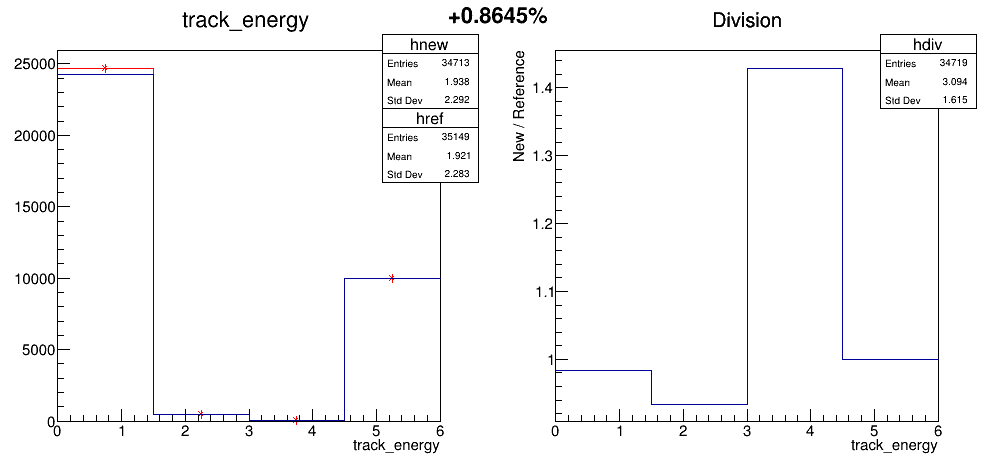 +0.8645%
track_energy
hnew
Entries 34713
Mean 1.938
Std Dev 2.292
href
Entries 35149
Mean 1.921
Std Dev 2.283
25000
20000
15000
10000
5000
0
0 1 2 3 4 5 6
track_energy
Division
hdiv
Entries 34719
Mean 3.094
Std Dev 1.615
New / Reference
1.4
1.3
1.2
1.1
1
0 1 2 3 4 5 6
track_energy